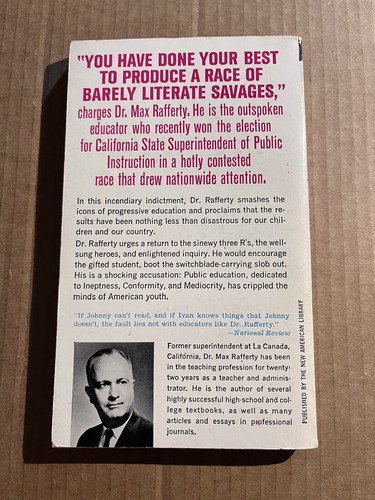 "YOU HAVE DONE YOUR BEST
TO PRODUCE A RACE OF
BARELY LITERATE SAVAGES,"
charges Dr. Max Rafferty. He is the outspoken
educator who recently won the election
for California State Superintendent of Public
Instruction in a hotly contested
race that drew nationwide attention.
In this incendiary indictment, Dr. Rafferty smashes the
icons of progressive education and proclaims that the re-
sults have been nothing less than disastrous for our chil-
dren and our country.
Dr. Rafferty urges a return to the sinewy three R's, the well-
sung heroes, and enlightened inquiry. He would encourage
the gifted student, boot the switchblade-carrying slob out.
His is a shocking accusation: Public education, dedicated
to Ineptness, Conformity, and Mediocrity, has crippled the
minds of American youth.
"If Johnny can't read, and if Ivan knows things that Johnny
doesn't, the fault lies not with educators like Dr. Rafferty."
—National Review
Former superintendent at La Canada,
California, Dr. Max Rafferty has been
in the teaching profession for twenty-
two years as a teacher and adminis-
trator. He is the author of several
highly successful high-school and col-
lege textbooks, as well as many
articles and essays in professional
journals.
PUBLISHED BY THE NEW AMERICAN LIBRARY